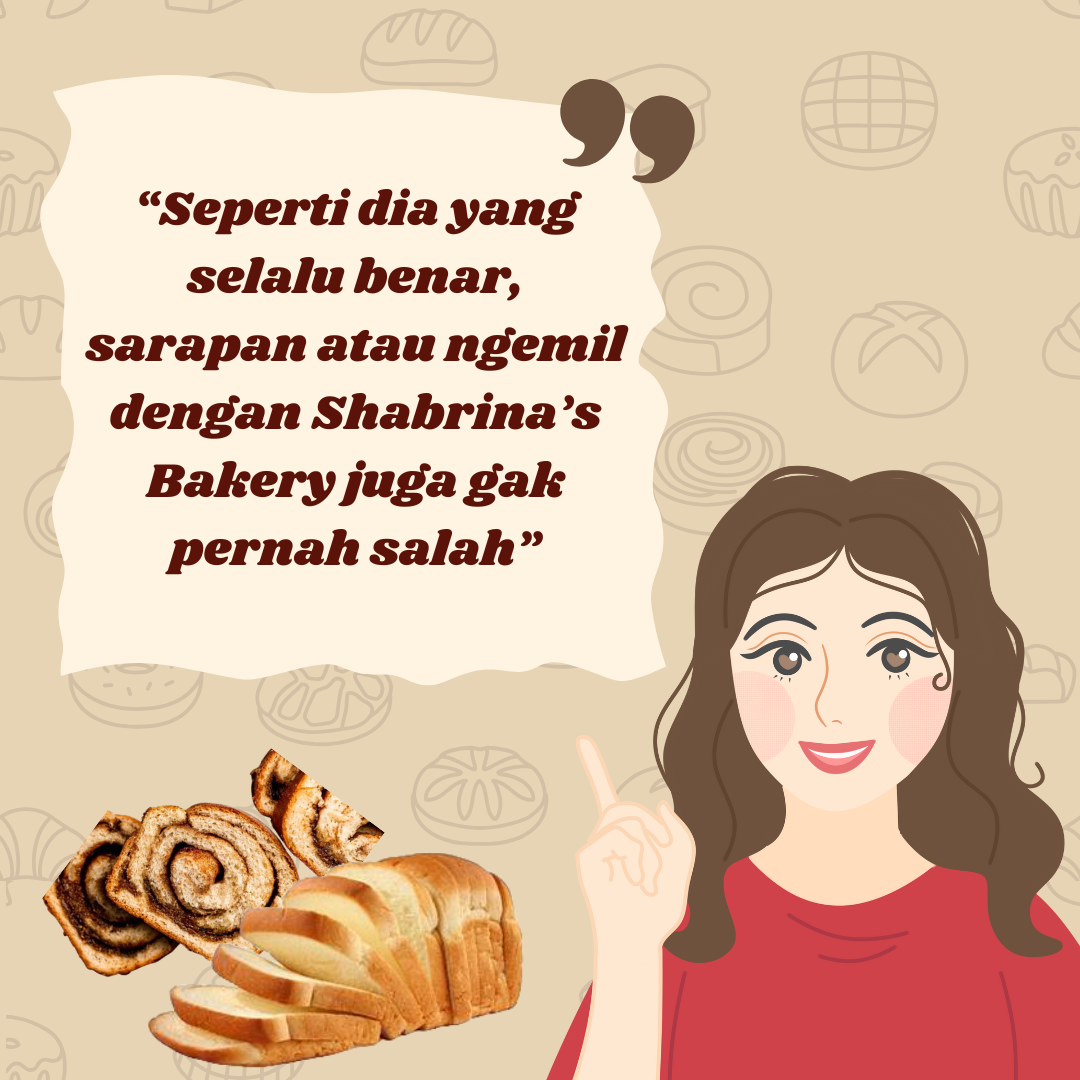 “Seperti dia yang
selalu benar,
sarapan atau ngemil
dengan Shabrina’s
Bakery juga gak
pernah salah”